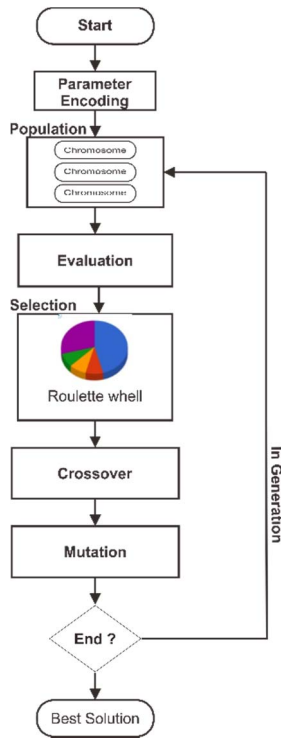 Start
Parameter
Encoding
Population
Chromosome
Chromosome
Chromosome
Evaluation
Selection
Roulette whell
Crossover
Mutation
End ?
In Generation
Best Solution